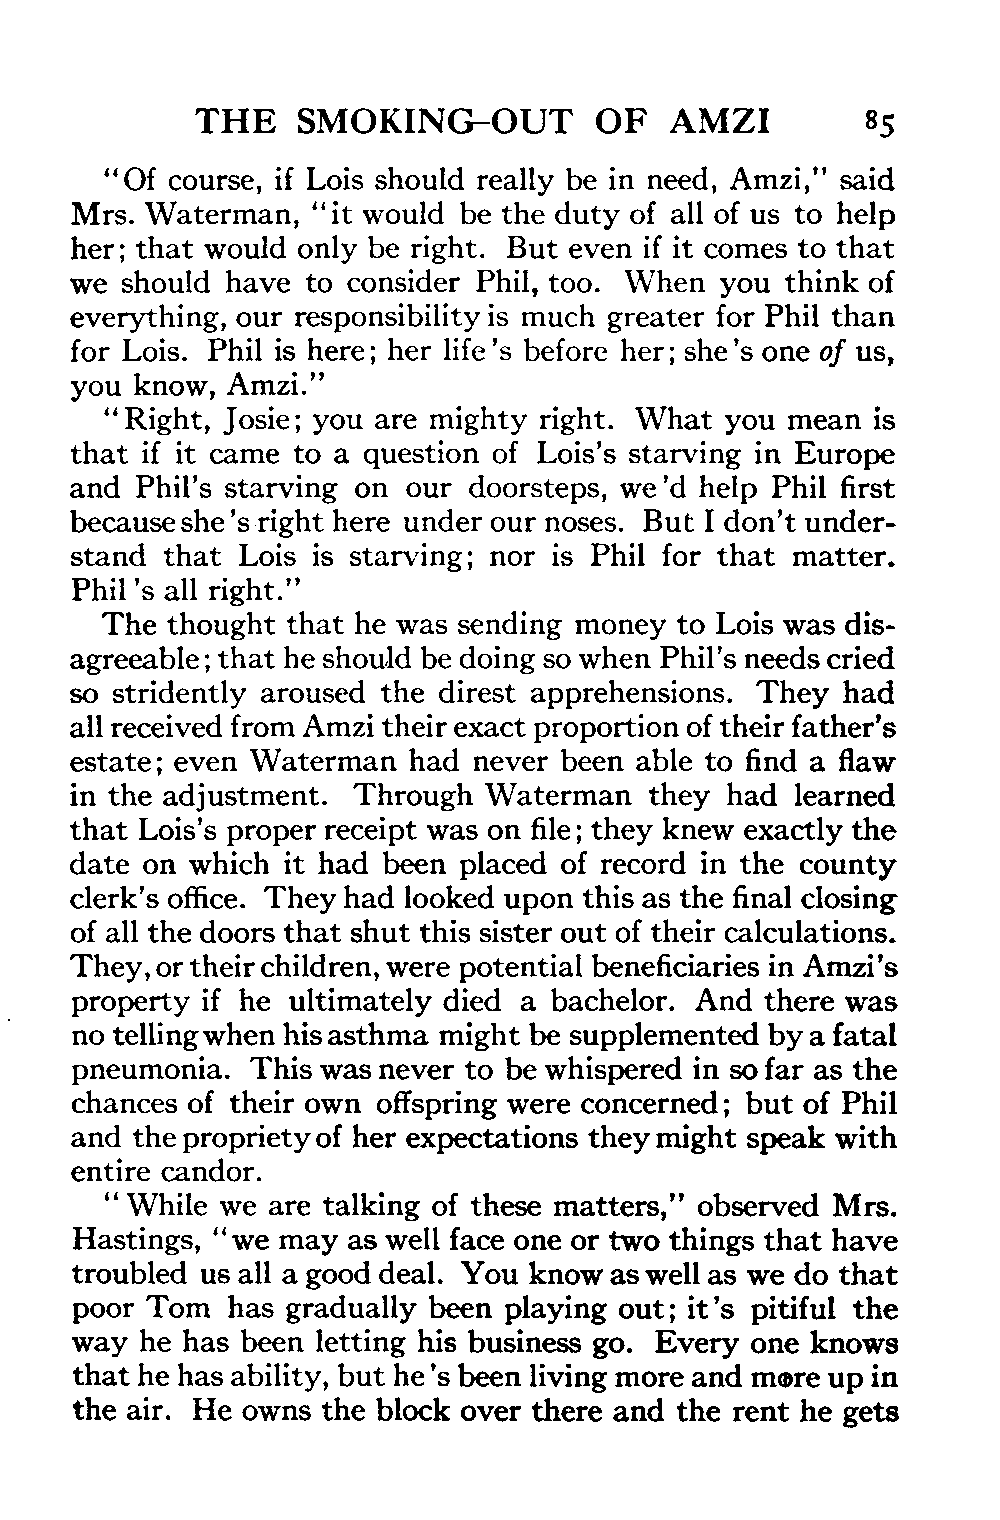 THE SMOKING-OUT OF AMZI 85
"Of course, if Lois should really be in need, Amzi," said
Mrs. Waterman, "it would be the duty of all of us to help
her; that would only be right. But even if it comes to that
we should have to consider Phil, too. When you think of
everything, our responsibility is much greater for Phil than
for Lois. Phil is here; her life's before her; she's one of us,
you know, Amzi."
"Right, Josie; you are mighty right. What you mean is
that if it came to a question of Lois's starving in Europe
and Phil's starving on our doorsteps, we'd help Phil first
because she's right here under our noses. But I don't under-
stand that Lois is starving; nor is Phil for that matter.
Phil's all right."
The thought that he was sending money to Lois was dis-
agreeable; that he should be doing so when Phil's needs cried
so stridently aroused the direst apprehensions. They had
all received from Amzi their exact proportion of their father's
estate; even Waterman had never been able to find a flaw
in the adjustment. Through Waterman they had learned
that Lois's proper receipt was on file; they knew exactly the
date on which it had been placed of record in the county
clerk's office. They had looked upon this as the final closing
of all the doors that shut this sister out of their calculations.
They, or their children, were potential beneficiaries in Amzi's
property if he ultimately died a bachelor. And there was
no telling when his asthma might be supplemented by a fatal
pneumonia. This was never to be whispered in so far as the
chances of their own offspring were concerned; but of Phil
and the propriety of her expectations they might speak with
entire candor.
"While we are talking of these matters," observed Mrs.
Hastings, "we may as well face one or two things that have
troubled us all a good deal. You know as well as we do that
poor Tom has gradually been playing out; it's pitiful the
way he has been letting his business go. Every one knows
that he has ability, but he's been living more and more up in
the air. He owns the block over there and the rent he gets